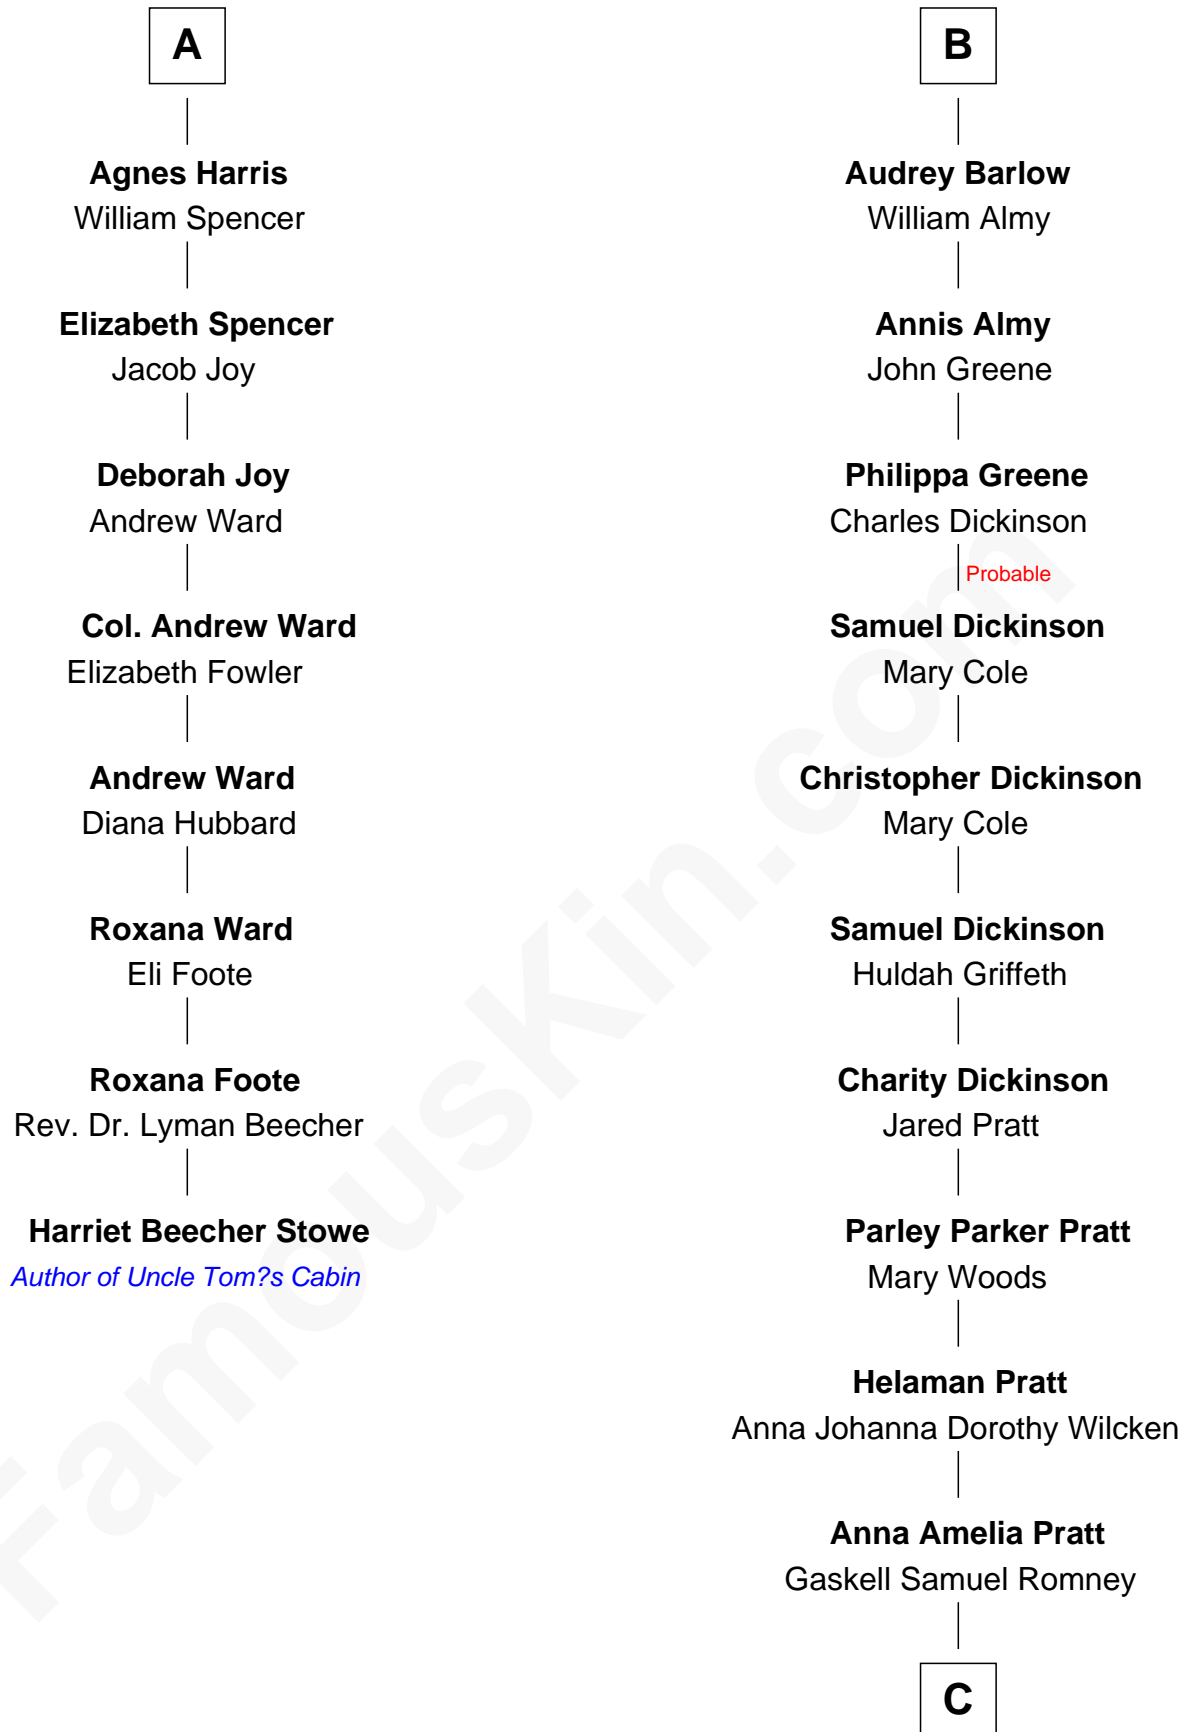 A
Agnes Harris
William Spencer
Elizabeth Spencer
Jacob Joy
Deborah Joy
Andrew Ward
Col. Andrew Ward
Elizabeth Fowler
Andrew Ward
Diana Hubbard
Roxana Ward
Eli Foote
Roxana Foote
Rev. Dr. Lyman Beecher
Harriet Beecher Stowe
Author of Uncle Tom?s Cabin
B
Audrey Barlow
William Almy
Annis Almy
John Greene
Philippa Greene
Charles Dickinson
Probable
Samuel Dickinson
Mary Cole
Christopher Dickinson
Mary Cole
Samuel Dickinson
Huldah Griffeth
Charity Dickinson
Jared Pratt
Parley Parker Pratt
Mary Woods
Helaman Pratt
Anna Johanna Dorothy Wilcken
Anna Amelia Pratt
Gaskell Samuel Romney
C
FamousKin.com